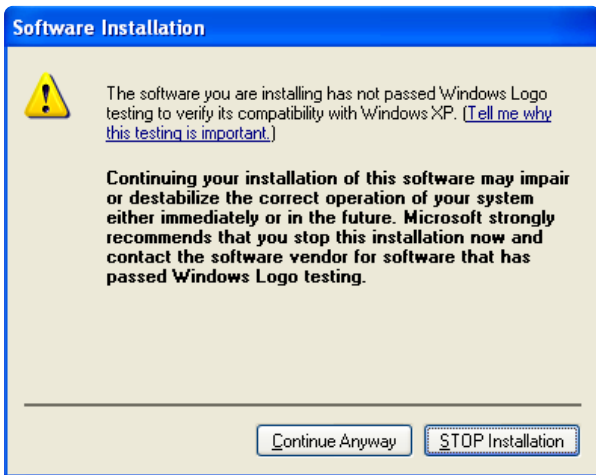 Software Installation
The software you are installing has not passed Windows Logo
testing to verify its compatibility with Windows XP. (Tell me why
this testing is important.)
Continuing your installation of this software may impair
or destabilize the correct operation of your system
either immediately or in the future. Microsoft strongly
recommends that you stop this installation now and
contact the software vendor for software that has
passed Windows Logo testing.
Continue Anyway
STOP Installation